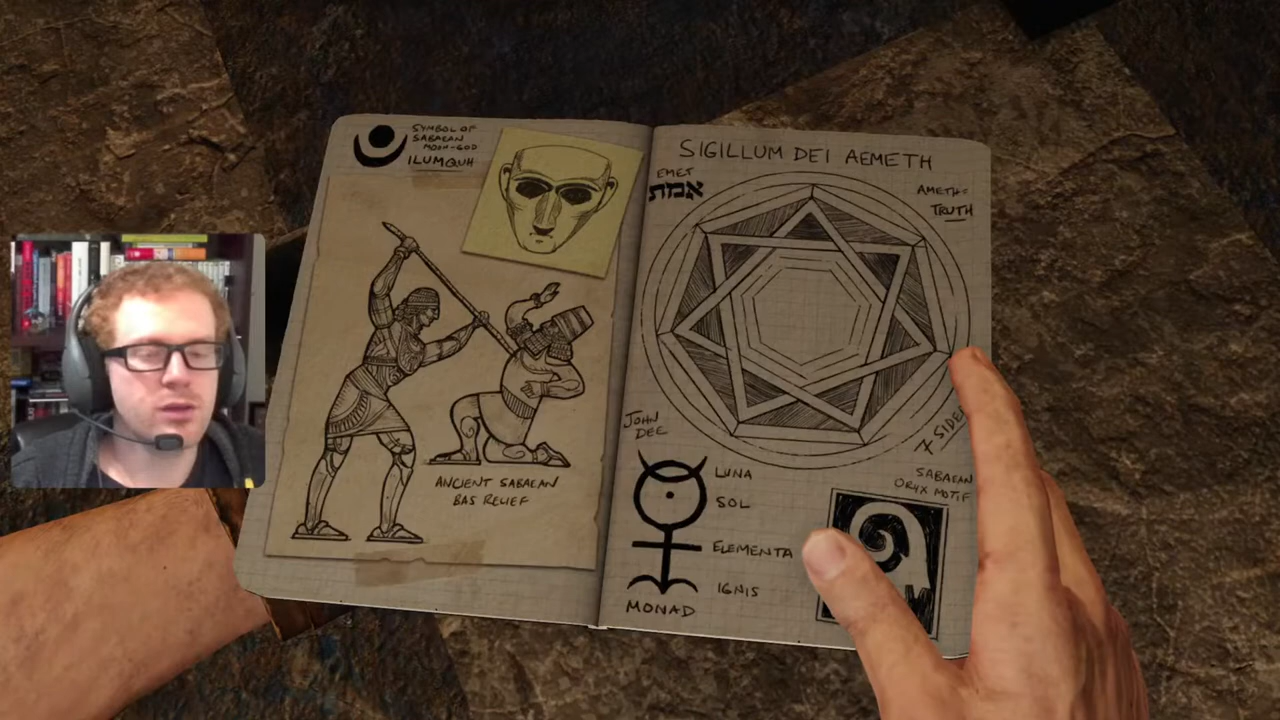 SYMBOL OF
SABAEAN
MOON-GOD
ILUMQUH
ANCIENT SABAEAN
BAS RELIEF
SIGILLUM DEI AEMETH
EMET
אמת
AMETH=
TRUTH
7 SIDED
JOHN
DEE
LUNA
SOL
ELEMENTA
IGNIS
MONAD
SABAEAN
ORYX MOTIF